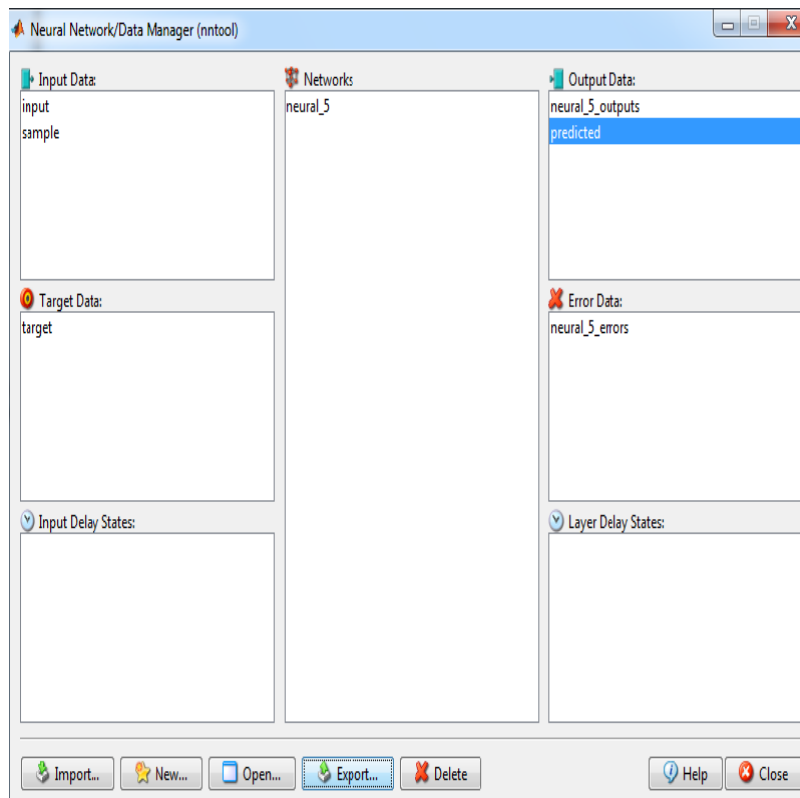 Neural Network/Data Manager (nntool)
Input Data:
input
sample
Networks
neural_5
Output Data:
neural_5_outputs
predicted
Target Data:
target
Error Data:
neural_5_errors
Input Delay States:
Layer Delay States:
Import...
New...
Open...
Export...
Delete
Help
Close